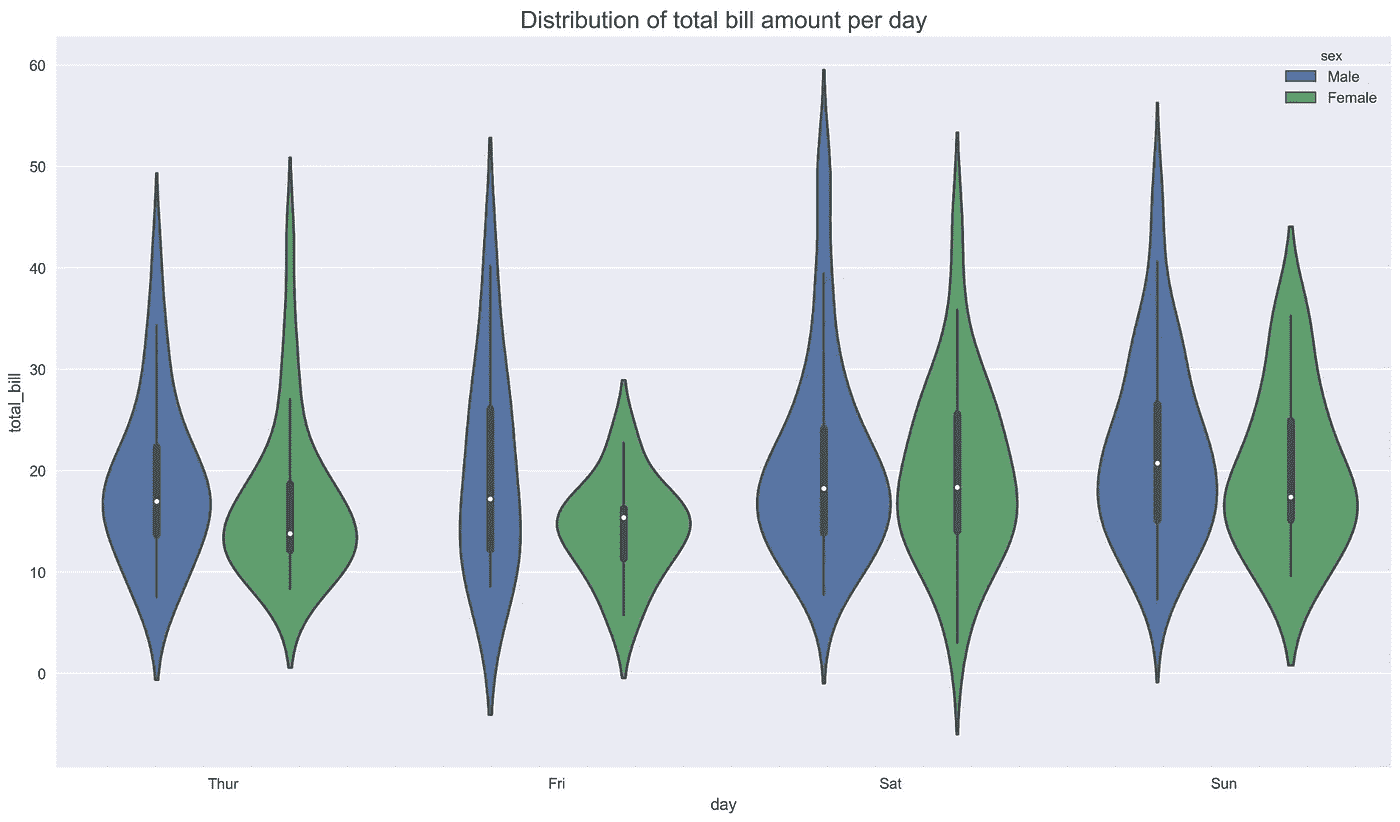 Distribution of total bill amount per day
sex
Male
Female
60
50
40
30
20
10
0
total_bill
Thur
Fri
Sat
Sun
day